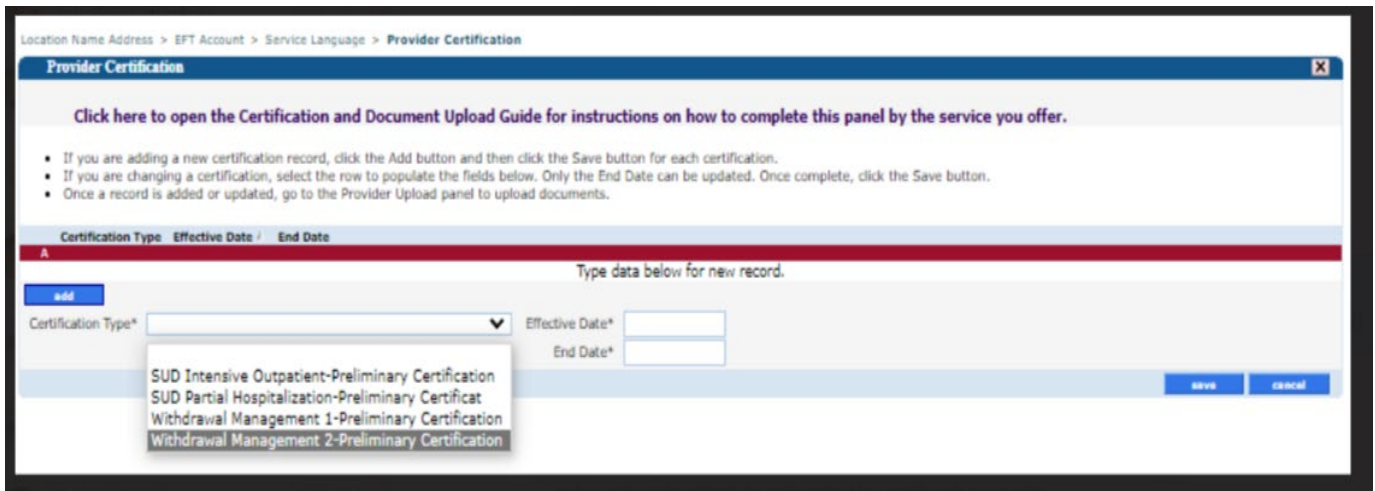 Location Name Address > EFT Account > Service Language > Provider Certification
Provider Certification
X
Click here to open the Certification and Document Upload Guide for instructions on how to complete this panel by the service you offer.
• If you are adding a new certification record, click the Add button and then click the Save button for each certification.
• If you are changing a certification, select the row to populate the fields below. Only the End Date can be updated. Once complete, click the Save button.
• Once a record is added or updated, go to the Provider Upload panel to upload documents.
Certification Type Effective Date End Date
A
Type data below for new record.
add
Certification Type* Effective Date*
End Date*
SUD Intensive Outpatient-Preliminary Certification
SUD Partial Hospitalization-Preliminary Certificat
Withdrawal Management 1-Preliminary Certification
Withdrawal Management 2-Preliminary Certification
save cancel